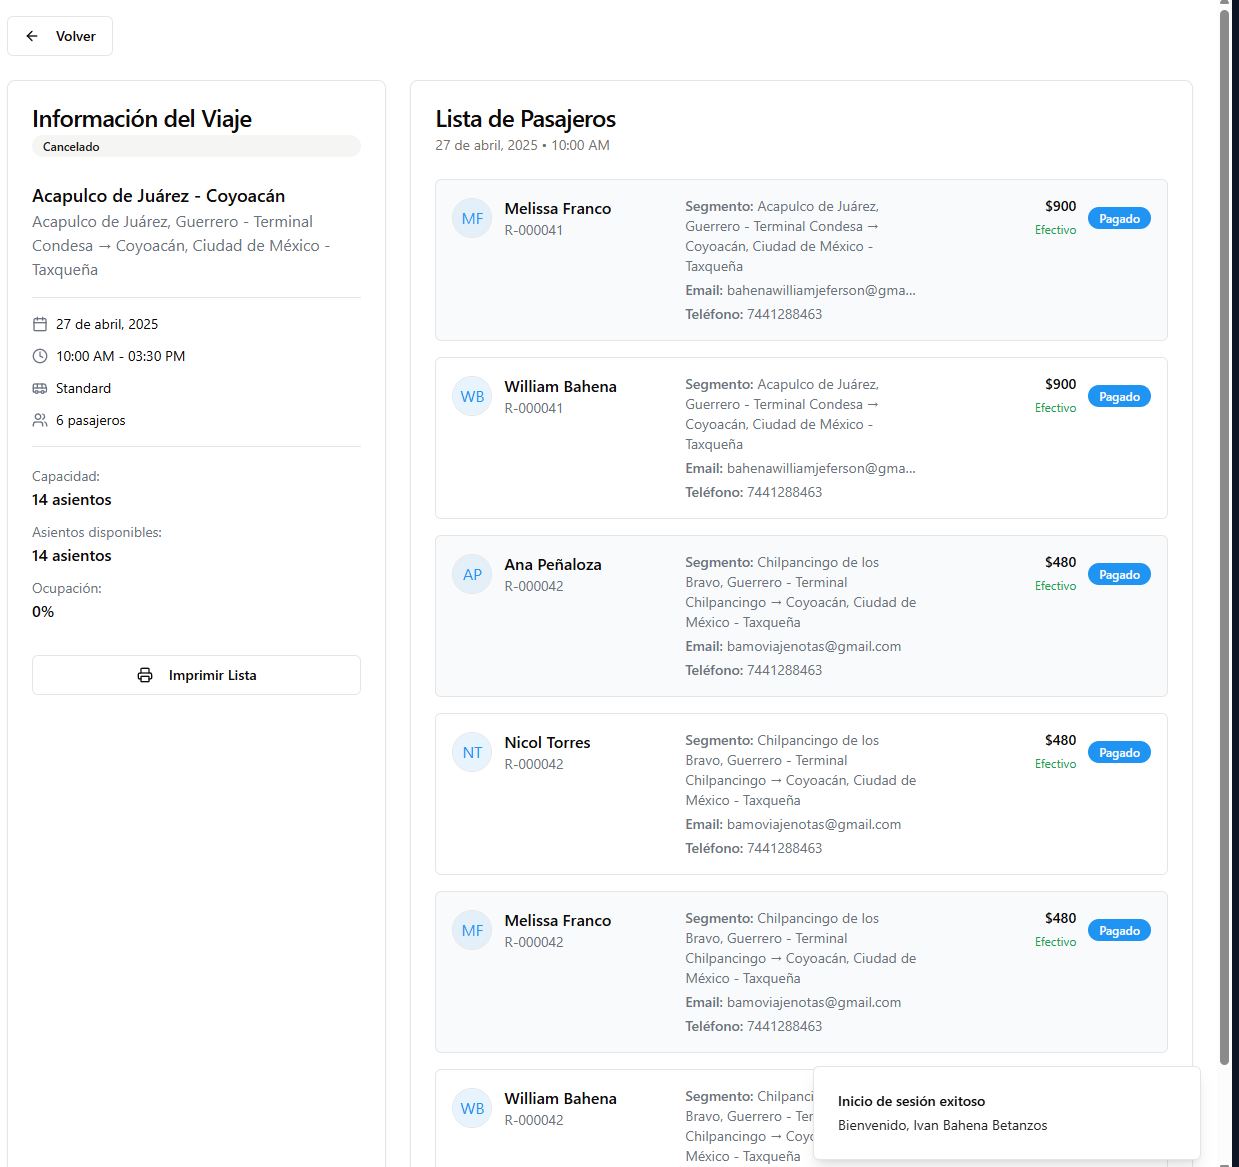 Volver
Información del Viaje
Cancelado
Acapulco de Juárez - Coyoacán
Acapulco de Juárez, Guerrero - Terminal
Condesa → Coyoacán, Ciudad de México -
Taxqueña
27 de abril, 2025
10:00 AM - 03:30 PM
Standard
6 pasajeros
Capacidad:
14 asientos
Asientos disponibles:
14 asientos
Ocupación:
0%
Imprimir Lista
Lista de Pasajeros
27 de abril, 2025 • 10:00 AM
MF
Melissa Franco
R-000041
Segmento: Acapulco de Juárez,
Guerrero - Terminal Condesa →
Coyoacán, Ciudad de México -
Taxqueña
Email: bahenawilliamjeferson@gma...
Teléfono: 7441288463
$900
Efectivo
Pagado
WB
William Bahena
R-000041
Segmento: Acapulco de Juárez,
Guerrero - Terminal Condesa →
Coyoacán, Ciudad de México -
Taxqueña
Email: bahenawilliamjeferson@gma...
Teléfono: 7441288463
$900
Efectivo
Pagado
AP
Ana Peñaloza
R-000042
Segmento: Chilpancingo de los
Bravo, Guerrero - Terminal
Chilpancingo → Coyoacán, Ciudad de
México - Taxqueña
Email: bamoviajenotas@gmail.com
Teléfono: 7441288463
$480
Efectivo
Pagado
NT
Nicol Torres
R-000042
Segmento: Chilpancingo de los
Bravo, Guerrero - Terminal
Chilpancingo → Coyoacán, Ciudad de
México - Taxqueña
Email: bamoviajenotas@gmail.com
Teléfono: 7441288463
$480
Efectivo
Pagado
MF
Melissa Franco
R-000042
Segmento: Chilpancingo de los
Bravo, Guerrero - Terminal
Chilpancingo → Coyoacán, Ciudad de
México - Taxqueña
Email: bamoviajenotas@gmail.com
Teléfono: 7441288463
$480
Efectivo
Pagado
WB
William Bahena
R-000042
Segmento: Chilpanci
Bravo, Guerrero - Ter
Chilpancingo → Coyo
México - Taxqueña
Inicio de sesión exitoso
Bienvenido, Ivan Bahena Betanzos